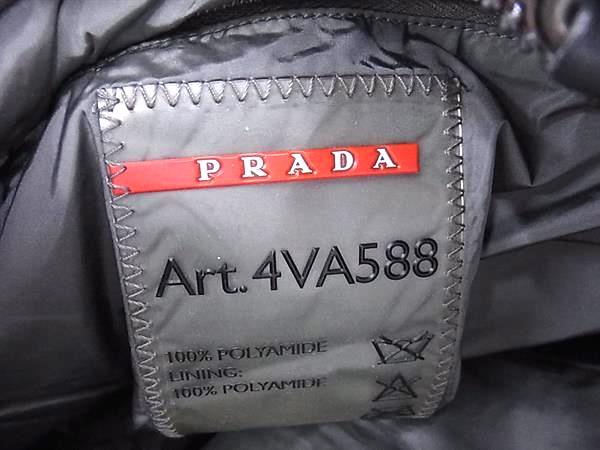 PRADA
Art. 4VA588
100% POLYAMIDE
LINING:
100% POLYAMIDE